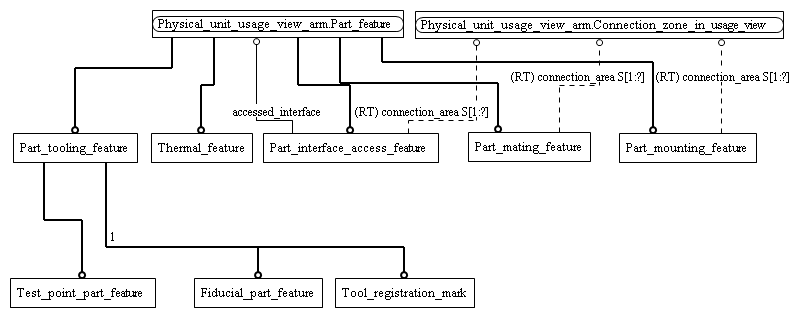 Physical_unit_usage_view_arm.Part_feature
Physical_unit_usage_view_arm.Connection_zone_in_usage_view
(RT) connection_area S[1:?]
(RT) connection_area S[1:?]
accessed_interface
(RT) connection_area S[1:?]
Part_tooling_feature
Thermal_feature
Part_interface_access_feature
Part_mating_feature
Part_mounting_feature
1
Test_point_part_feature
Fiducial_part_feature
Tool_registration_mark